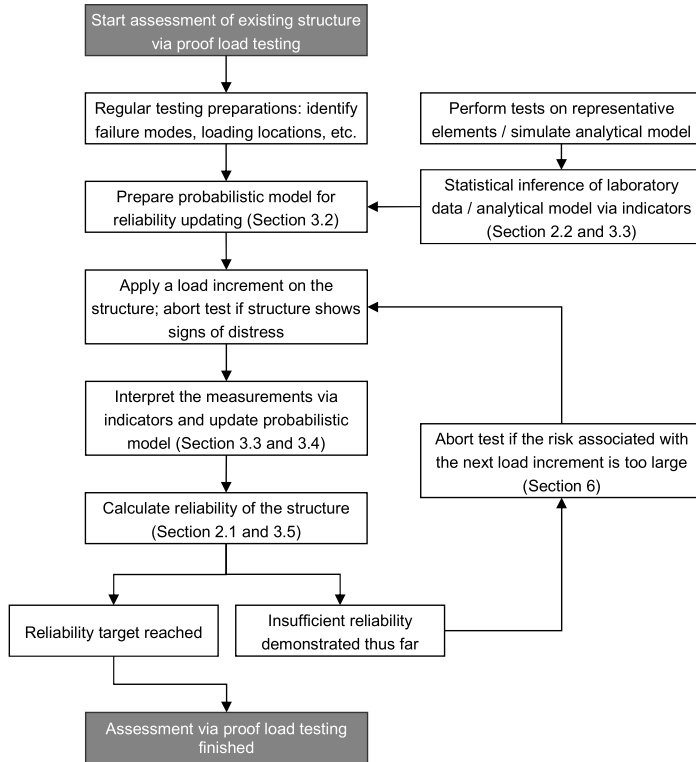 Start assessment of existing structure
via proof load testing
Regular testing preparations: identify
failure modes, loading locations, etc.
Perform tests on representative
elements / simulate analytical model
Prepare probabilistic model for
reliability updating (Section 3.2)
Statistical inference of laboratory
data / analytical model via indicators
(Section 2.2 and 3.3)
Apply a load increment on the
structure; abort test if structure shows
signs of distress
Interpret the measurements via
indicators and update probabilistic
model (Section 3.3 and 3.4)
Abort test if the risk associated with
the next load increment is too large
(Section 6)
Calculate reliability of the structure
(Section 2.1 and 3.5)
Reliability target reached
Insufficient reliability
demonstrated thus far
Assessment via proof load testing
finished